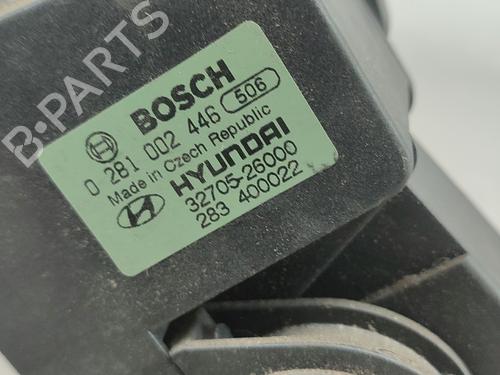 B-PARTS
BOSCH
0 281 002 446 506
Made in Czech Republic
HYUNDAI
32705-26000
283 400022